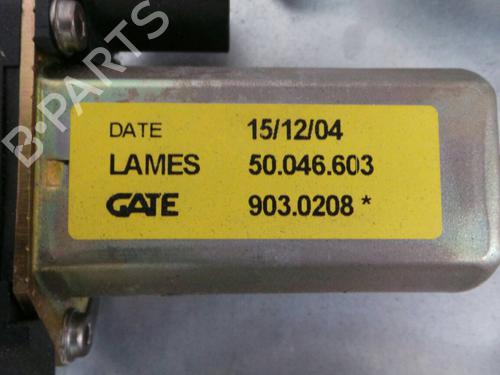 B-PARTS
DATE 15/12/04
LAMES 50.046.603
GATE 903.0208 *